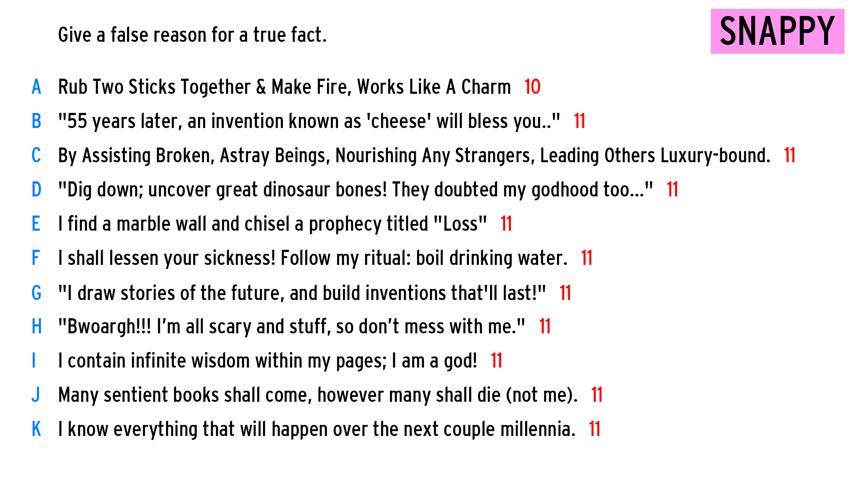 Give a false reason for a true fact.
SNAPPY
A Rub Two Sticks Together & Make Fire, Works Like A Charm 10
B "55 years later, an invention known as 'cheese' will bless you.." 11
C By Assisting Broken, Astray Beings, Nourishing Any Strangers, Leading Others Luxury-bound. 11
D "Dig down; uncover great dinosaur bones! They doubted my godhood too..." 11
E I find a marble wall and chisel a prophecy titled "Loss" 11
F I shall lessen your sickness! Follow my ritual: boil drinking water. 11
G "I draw stories of the future, and build inventions that'll last!" 11
H "Bwoargh!!! I’m all scary and stuff, so don’t mess with me." 11
I I contain infinite wisdom within my pages; I am a god! 11
J Many sentient books shall come, however many shall die (not me). 11
K I know everything that will happen over the next couple millennia. 11